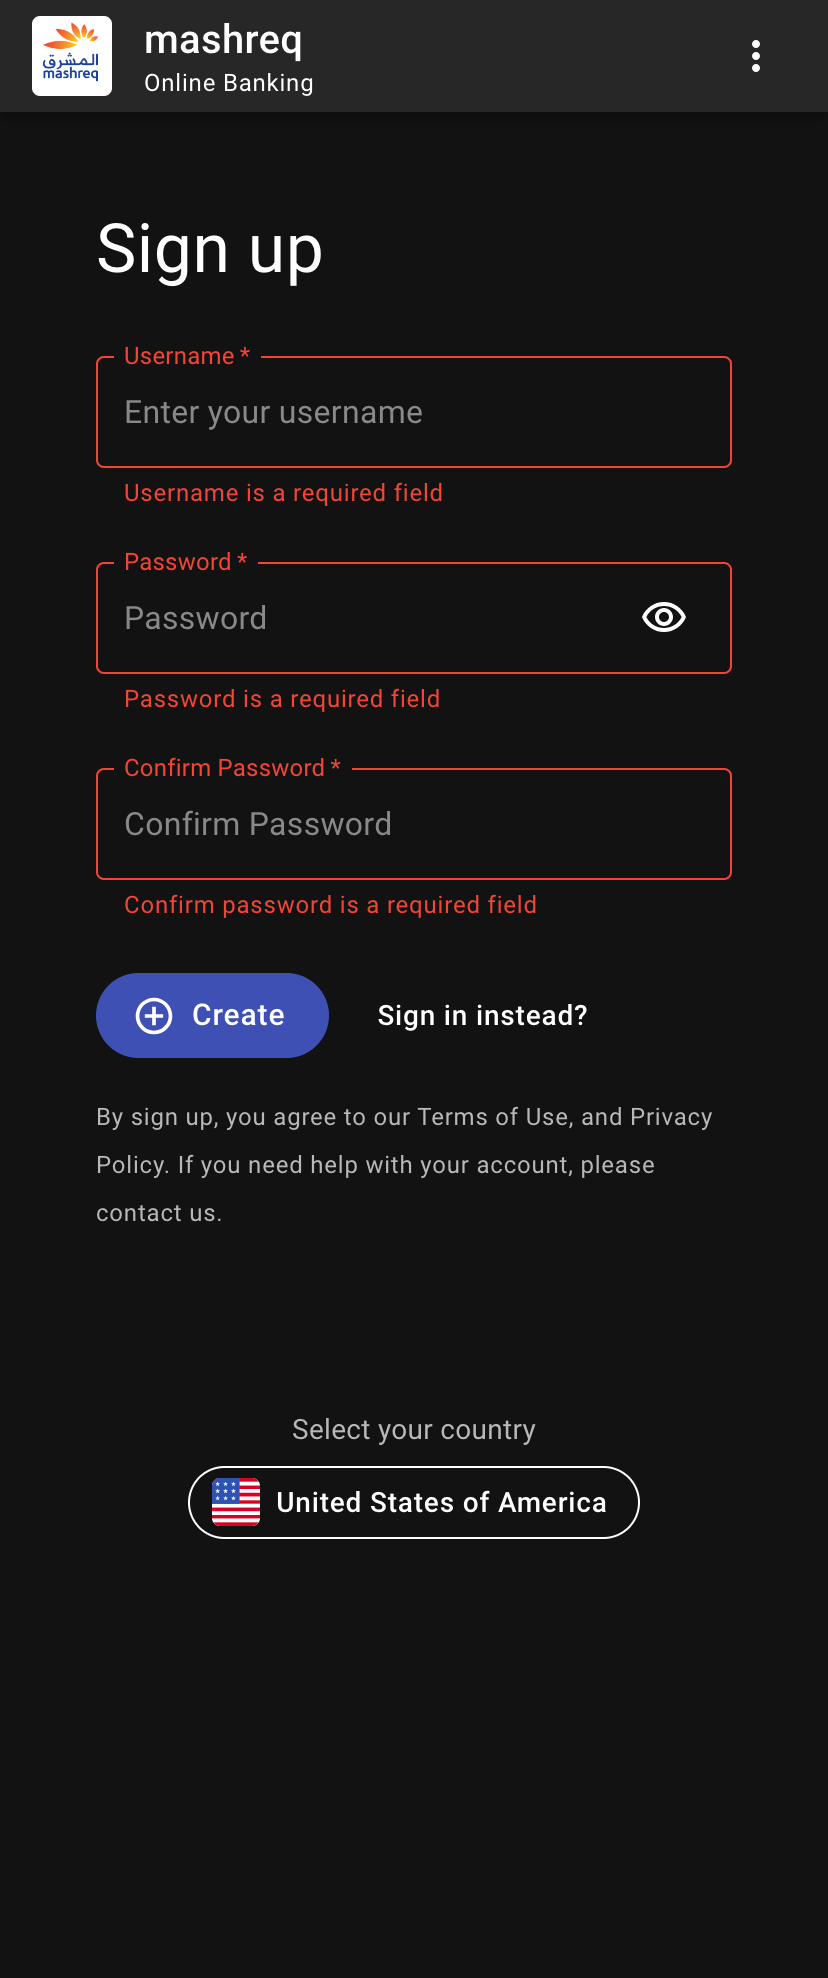 المشرق
mashreq
mashreq
Online Banking
Sign up
Username *
Enter your username
Username is a required field
Password *
Password
Password is a required field
Confirm Password *
Confirm Password
Confirm password is a required field
Create
Sign in instead?
By sign up, you agree to our Terms of Use, and Privacy
Policy. If you need help with your account, please
contact us.
Select your country
United States of America